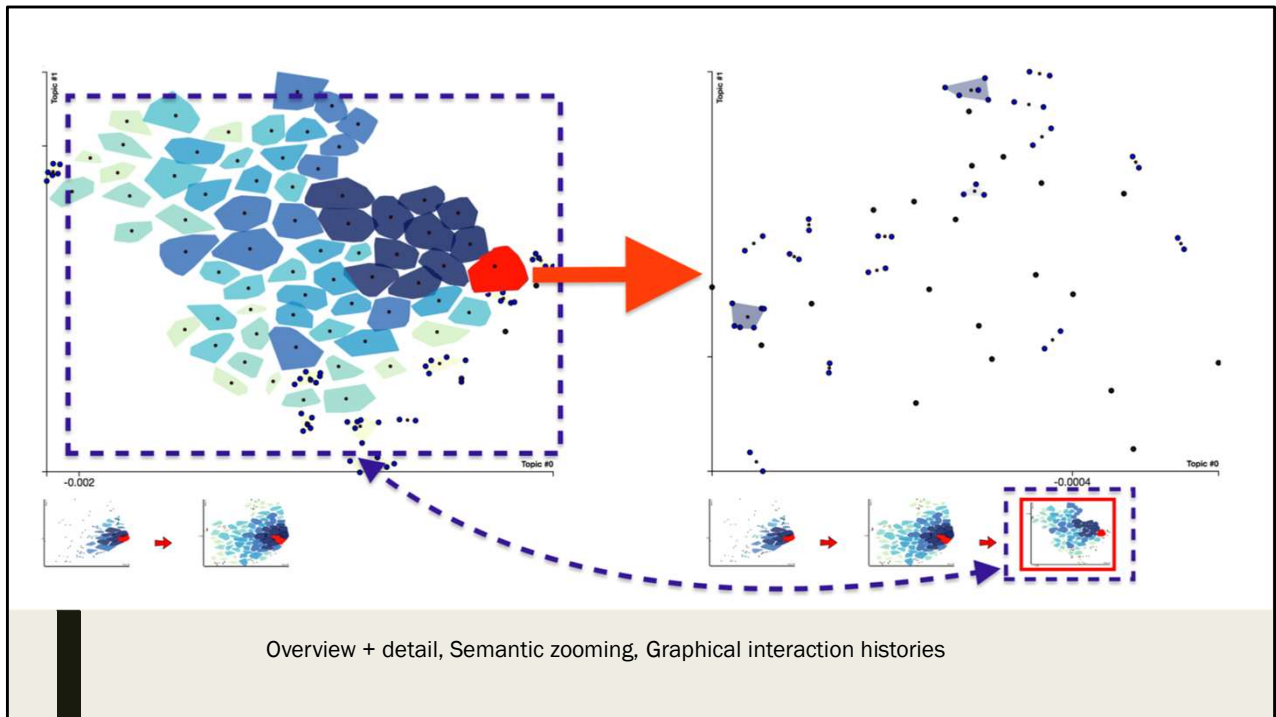 Topic #1
Topic #0
-0.002
Topic #1
Topic #0
-0.0004
Overview + detail, Semantic zooming, Graphical interaction histories